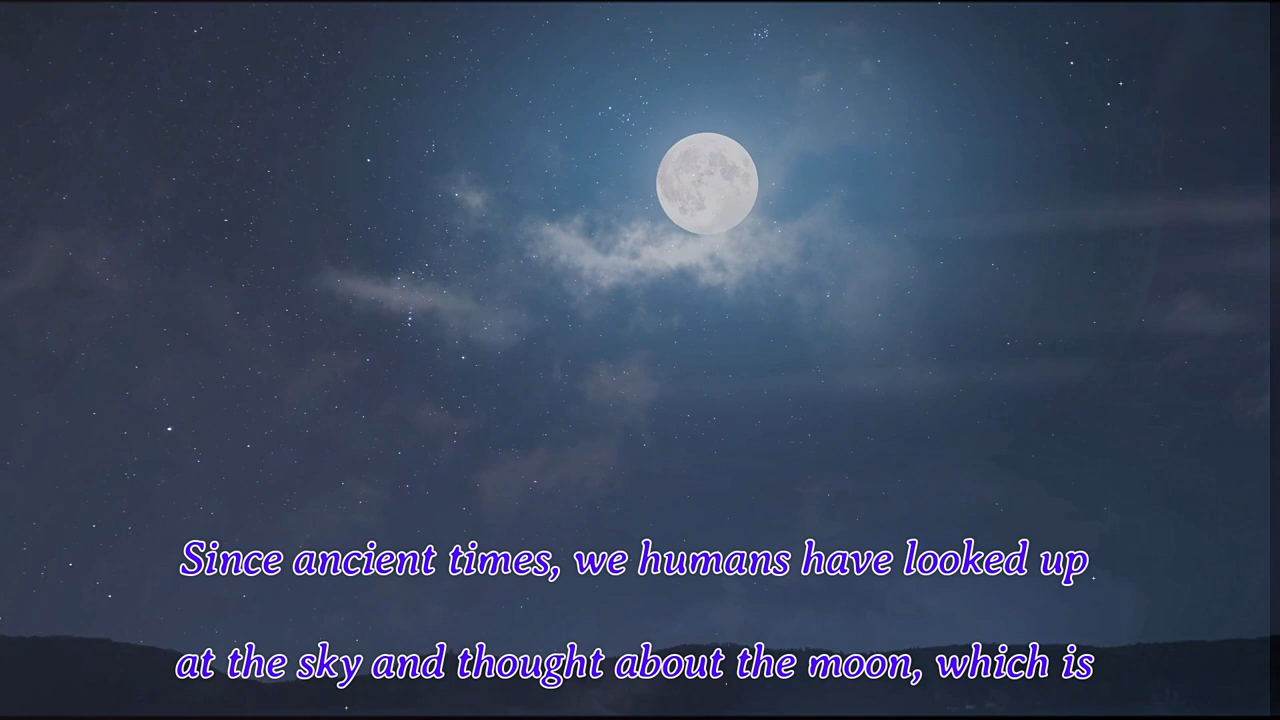 Since ancient times, we humans have looked up
at the sky and thought about the moon, which is